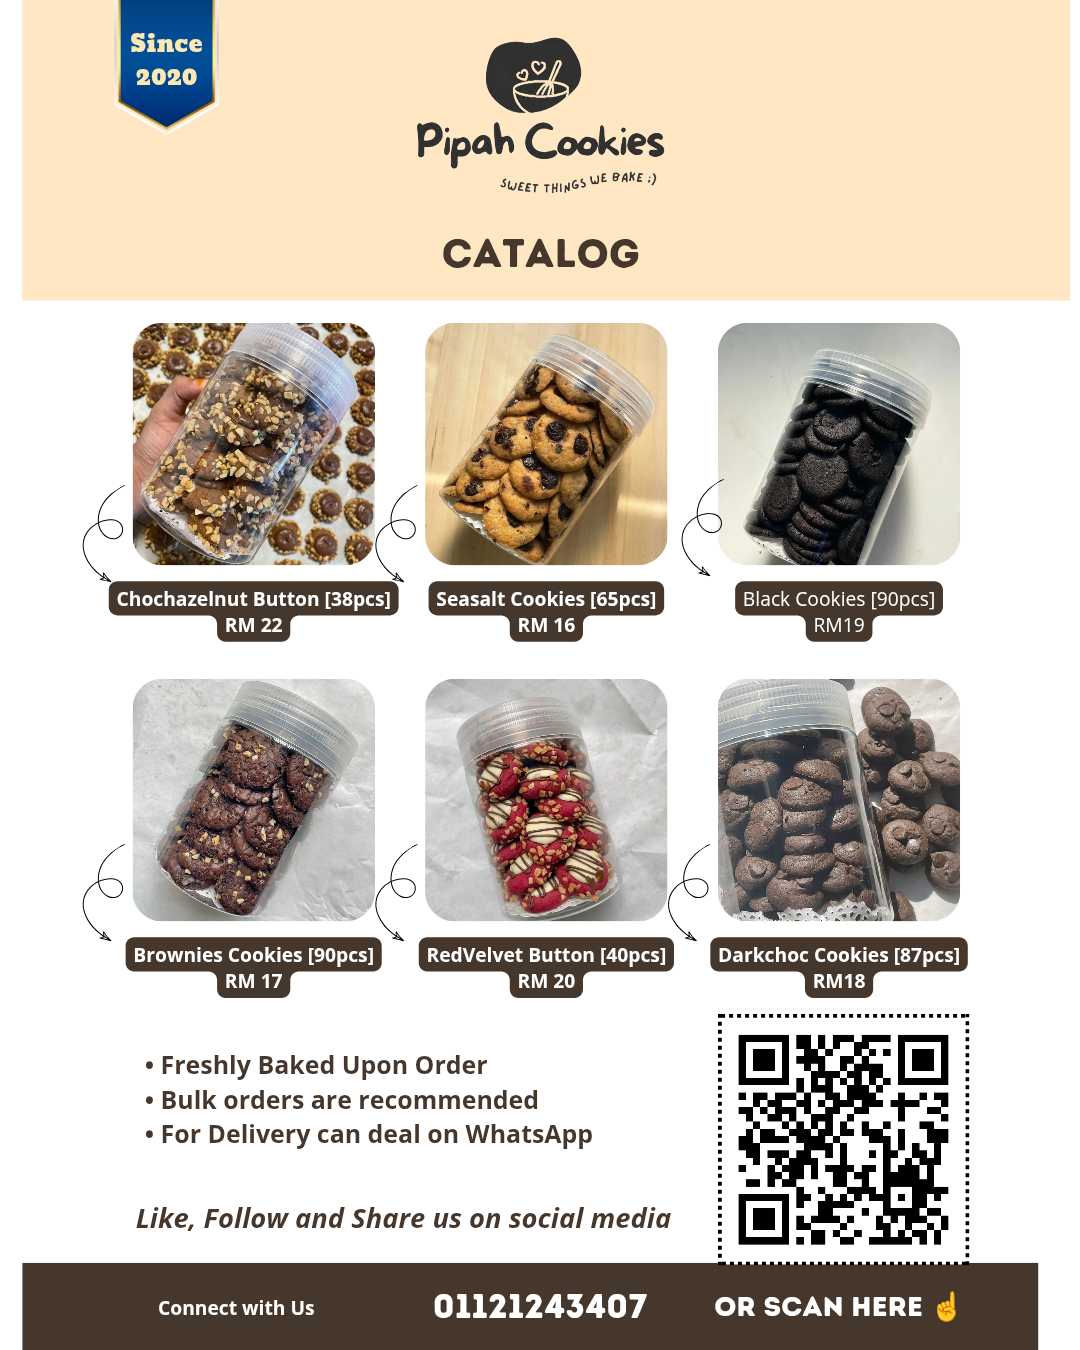 Since
2020
Pipah Cookies
SWEET THINGS WE BAKE ;)
CATALOG
Chochazelnut Button [38pcs]
RM 22
Seasalt Cookies [65pcs]
RM 16
Black Cookies [90pcs]
RM19
Brownies Cookies [90pcs]
RM 17
RedVelvet Button [40pcs]
RM 20
Darkchoc Cookies [87pcs]
RM18
• Freshly Baked Upon Order
• Bulk orders are recommended
• For Delivery can deal on WhatsApp
Like, Follow and Share us on social media
Connect with Us
01121243407
OR SCAN HERE ☝